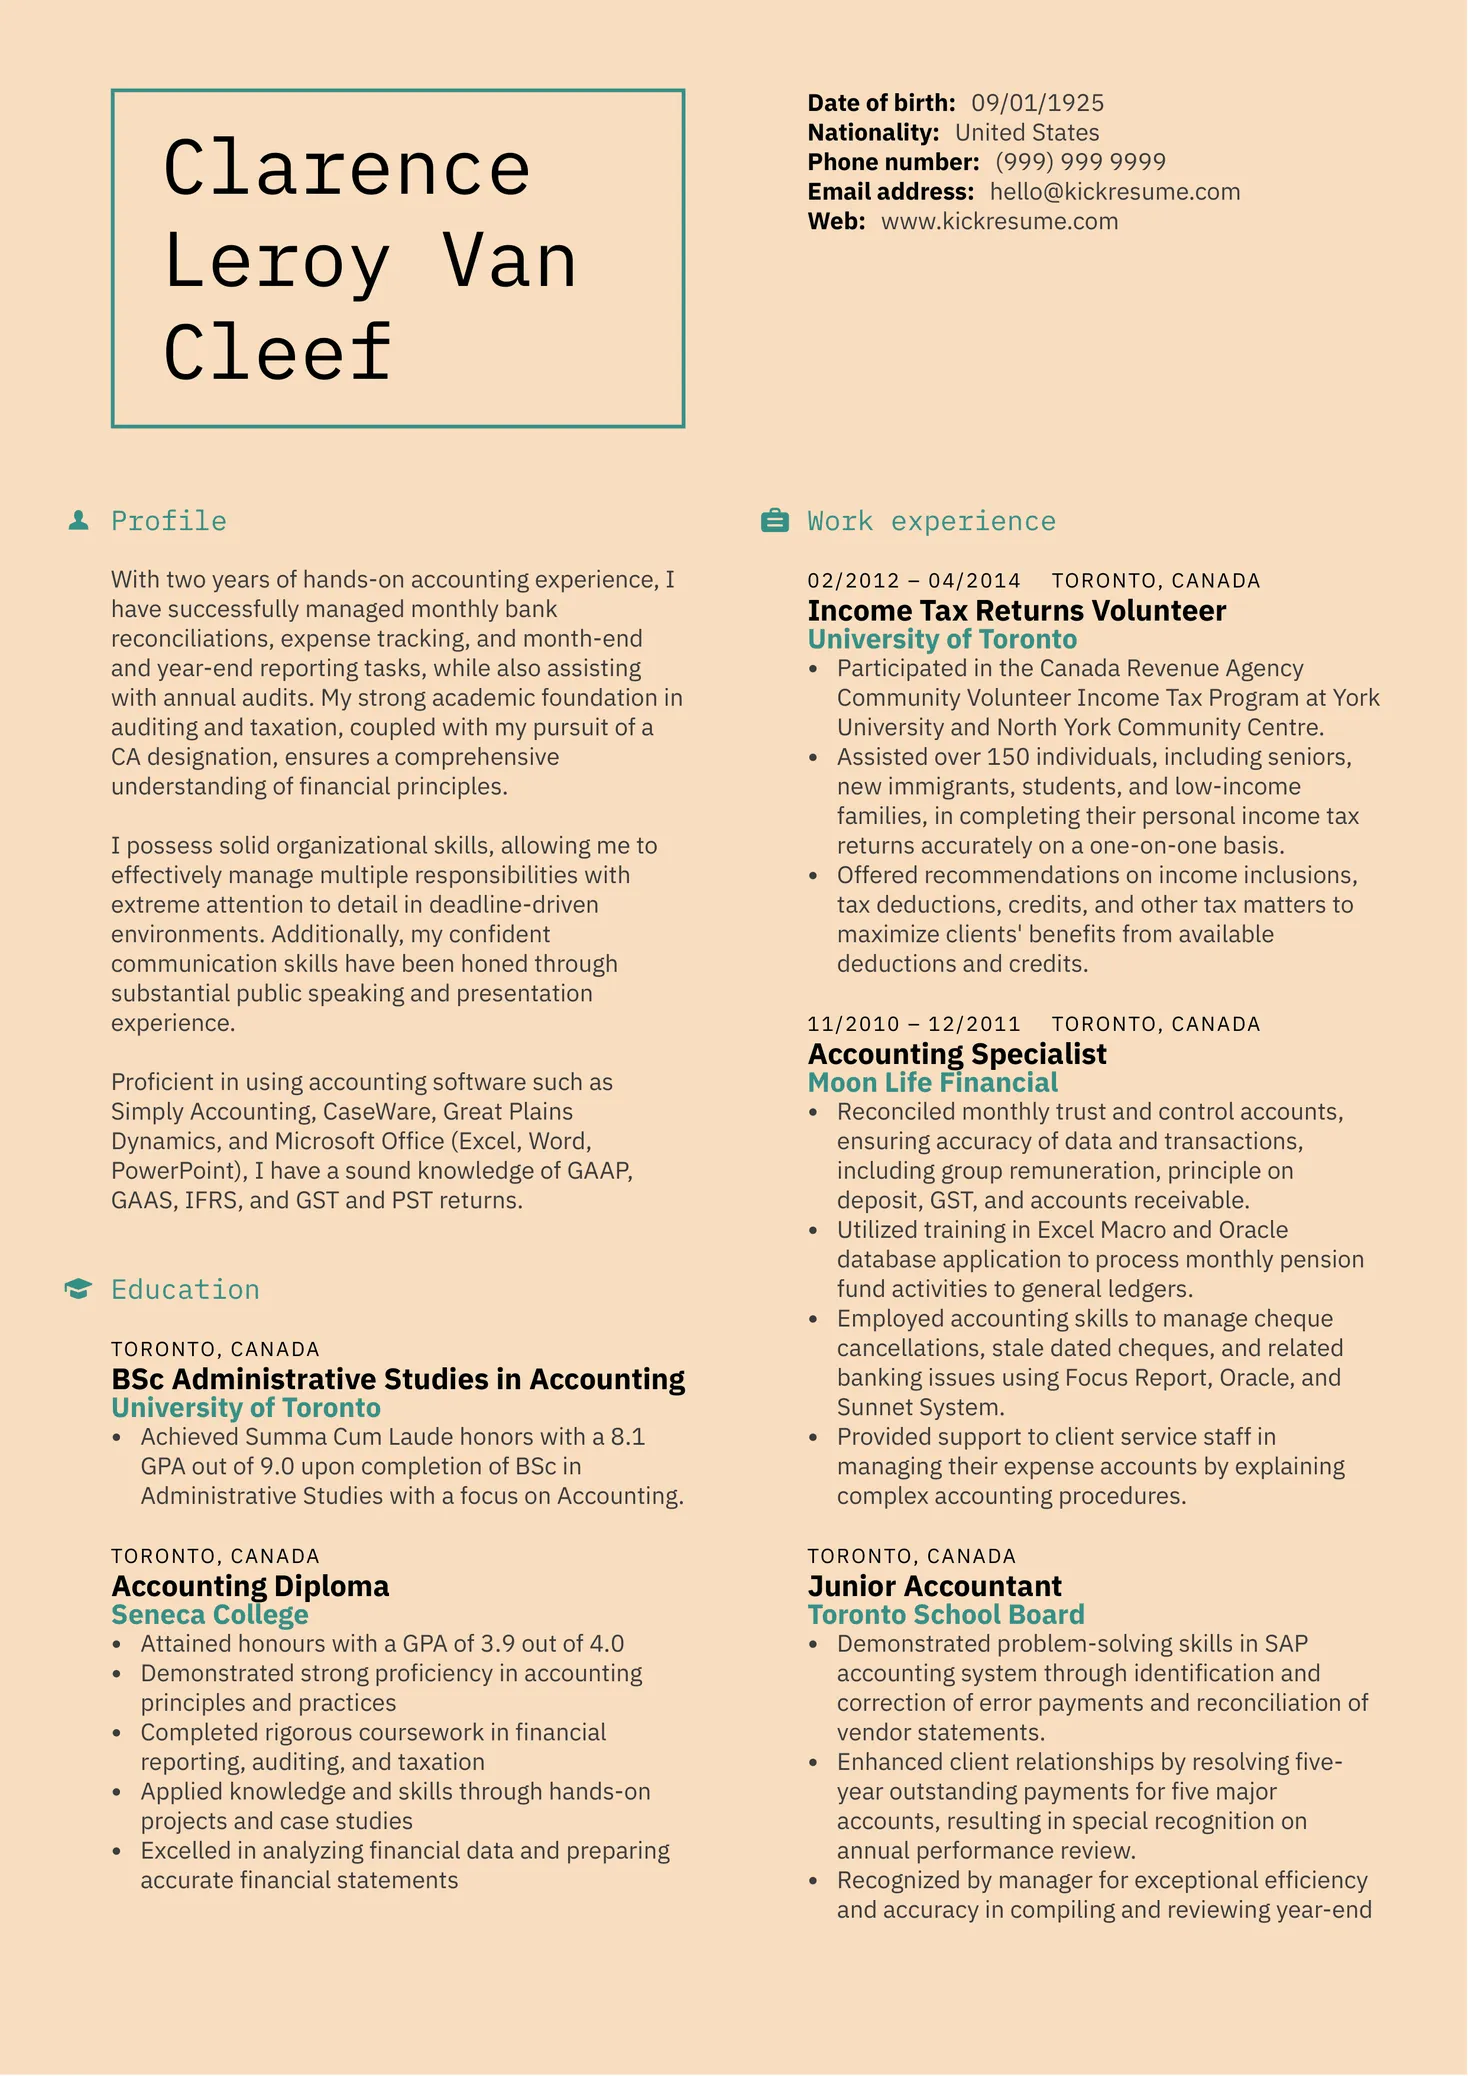 Clarence
Leroy Van
Cleef
Date of birth: 09/01/1925
Nationality: United States
Phone number: (999) 999 9999
Email address: hello@kickresume.com
Web: www.kickresume.com
Profile
With two years of hands-on accounting experience, I
have successfully managed monthly bank
reconciliations, expense tracking, and month-end
and year-end reporting tasks, while also assisting
with annual audits. My strong academic foundation in
auditing and taxation, coupled with my pursuit of a
CA designation, ensures a comprehensive
understanding of financial principles.
I possess solid organizational skills, allowing me to
effectively manage multiple responsibilities with
extreme attention to detail in deadline-driven
environments. Additionally, my confident
communication skills have been honed through
substantial public speaking and presentation
experience.
Proficient in using accounting software such as
Simply Accounting, CaseWare, Great Plains
Dynamics, and Microsoft Office (Excel, Word,
PowerPoint), I have a sound knowledge of GAAP,
GAAS, IFRS, and GST and PST returns.
Education
TORONTO, CANADA
BSc Administrative Studies in Accounting
University of Toronto
• Achieved Summa Cum Laude honors with a 8.1
GPA out of 9.0 upon completion of BSc in
Administrative Studies with a focus on Accounting.
TORONTO, CANADA
Accounting Diploma
Seneca College
• Attained honours with a GPA of 3.9 out of 4.0
• Demonstrated strong proficiency in accounting
principles and practices
• Completed rigorous coursework in financial
reporting, auditing, and taxation
• Applied knowledge and skills through hands-on
projects and case studies
• Excelled in analyzing financial data and preparing
accurate financial statements
Work experience
02/2012 – 04/2014 TORONTO, CANADA
Income Tax Returns Volunteer
University of Toronto
• Participated in the Canada Revenue Agency
Community Volunteer Income Tax Program at York
University and North York Community Centre.
• Assisted over 150 individuals, including seniors,
new immigrants, students, and low-income
families, in completing their personal income tax
returns accurately on a one-on-one basis.
• Offered recommendations on income inclusions,
tax deductions, credits, and other tax matters to
maximize clients' benefits from available
deductions and credits.
11/2010 – 12/2011 TORONTO, CANADA
Accounting Specialist
Moon Life Financial
• Reconciled monthly trust and control accounts,
ensuring accuracy of data and transactions,
including group remuneration, principle on
deposit, GST, and accounts receivable.
• Utilized training in Excel Macro and Oracle
database application to process monthly pension
fund activities to general ledgers.
• Employed accounting skills to manage cheque
cancellations, stale dated cheques, and related
banking issues using Focus Report, Oracle, and
Sunnet System.
• Provided support to client service staff in
managing their expense accounts by explaining
complex accounting procedures.
TORONTO, CANADA
Junior Accountant
Toronto School Board
• Demonstrated problem-solving skills in SAP
accounting system through identification and
correction of error payments and reconciliation of
vendor statements.
• Enhanced client relationships by resolving five-
year outstanding payments for five major
accounts, resulting in special recognition on
annual performance review.
• Recognized by manager for exceptional efficiency
and accuracy in compiling and reviewing year-end